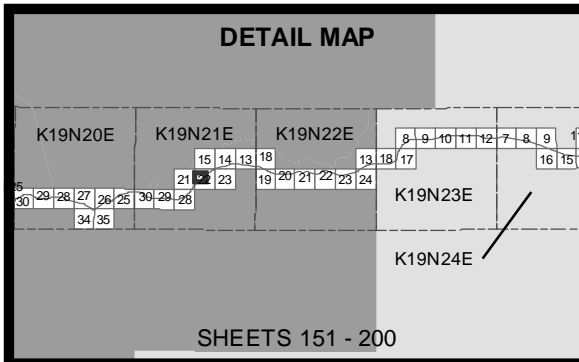 DETAIL MAP
K19N20E K19N21E K19N22E
8 9 10 11 12 7 8 9
15 14 13 18 13 18 17 16 15
21 22 23 19 20 21 22 23 24
K19N23E
25
30 29 28 27 26 25 30 29 28
34 35
K19N24E
SHEETS 151 - 200